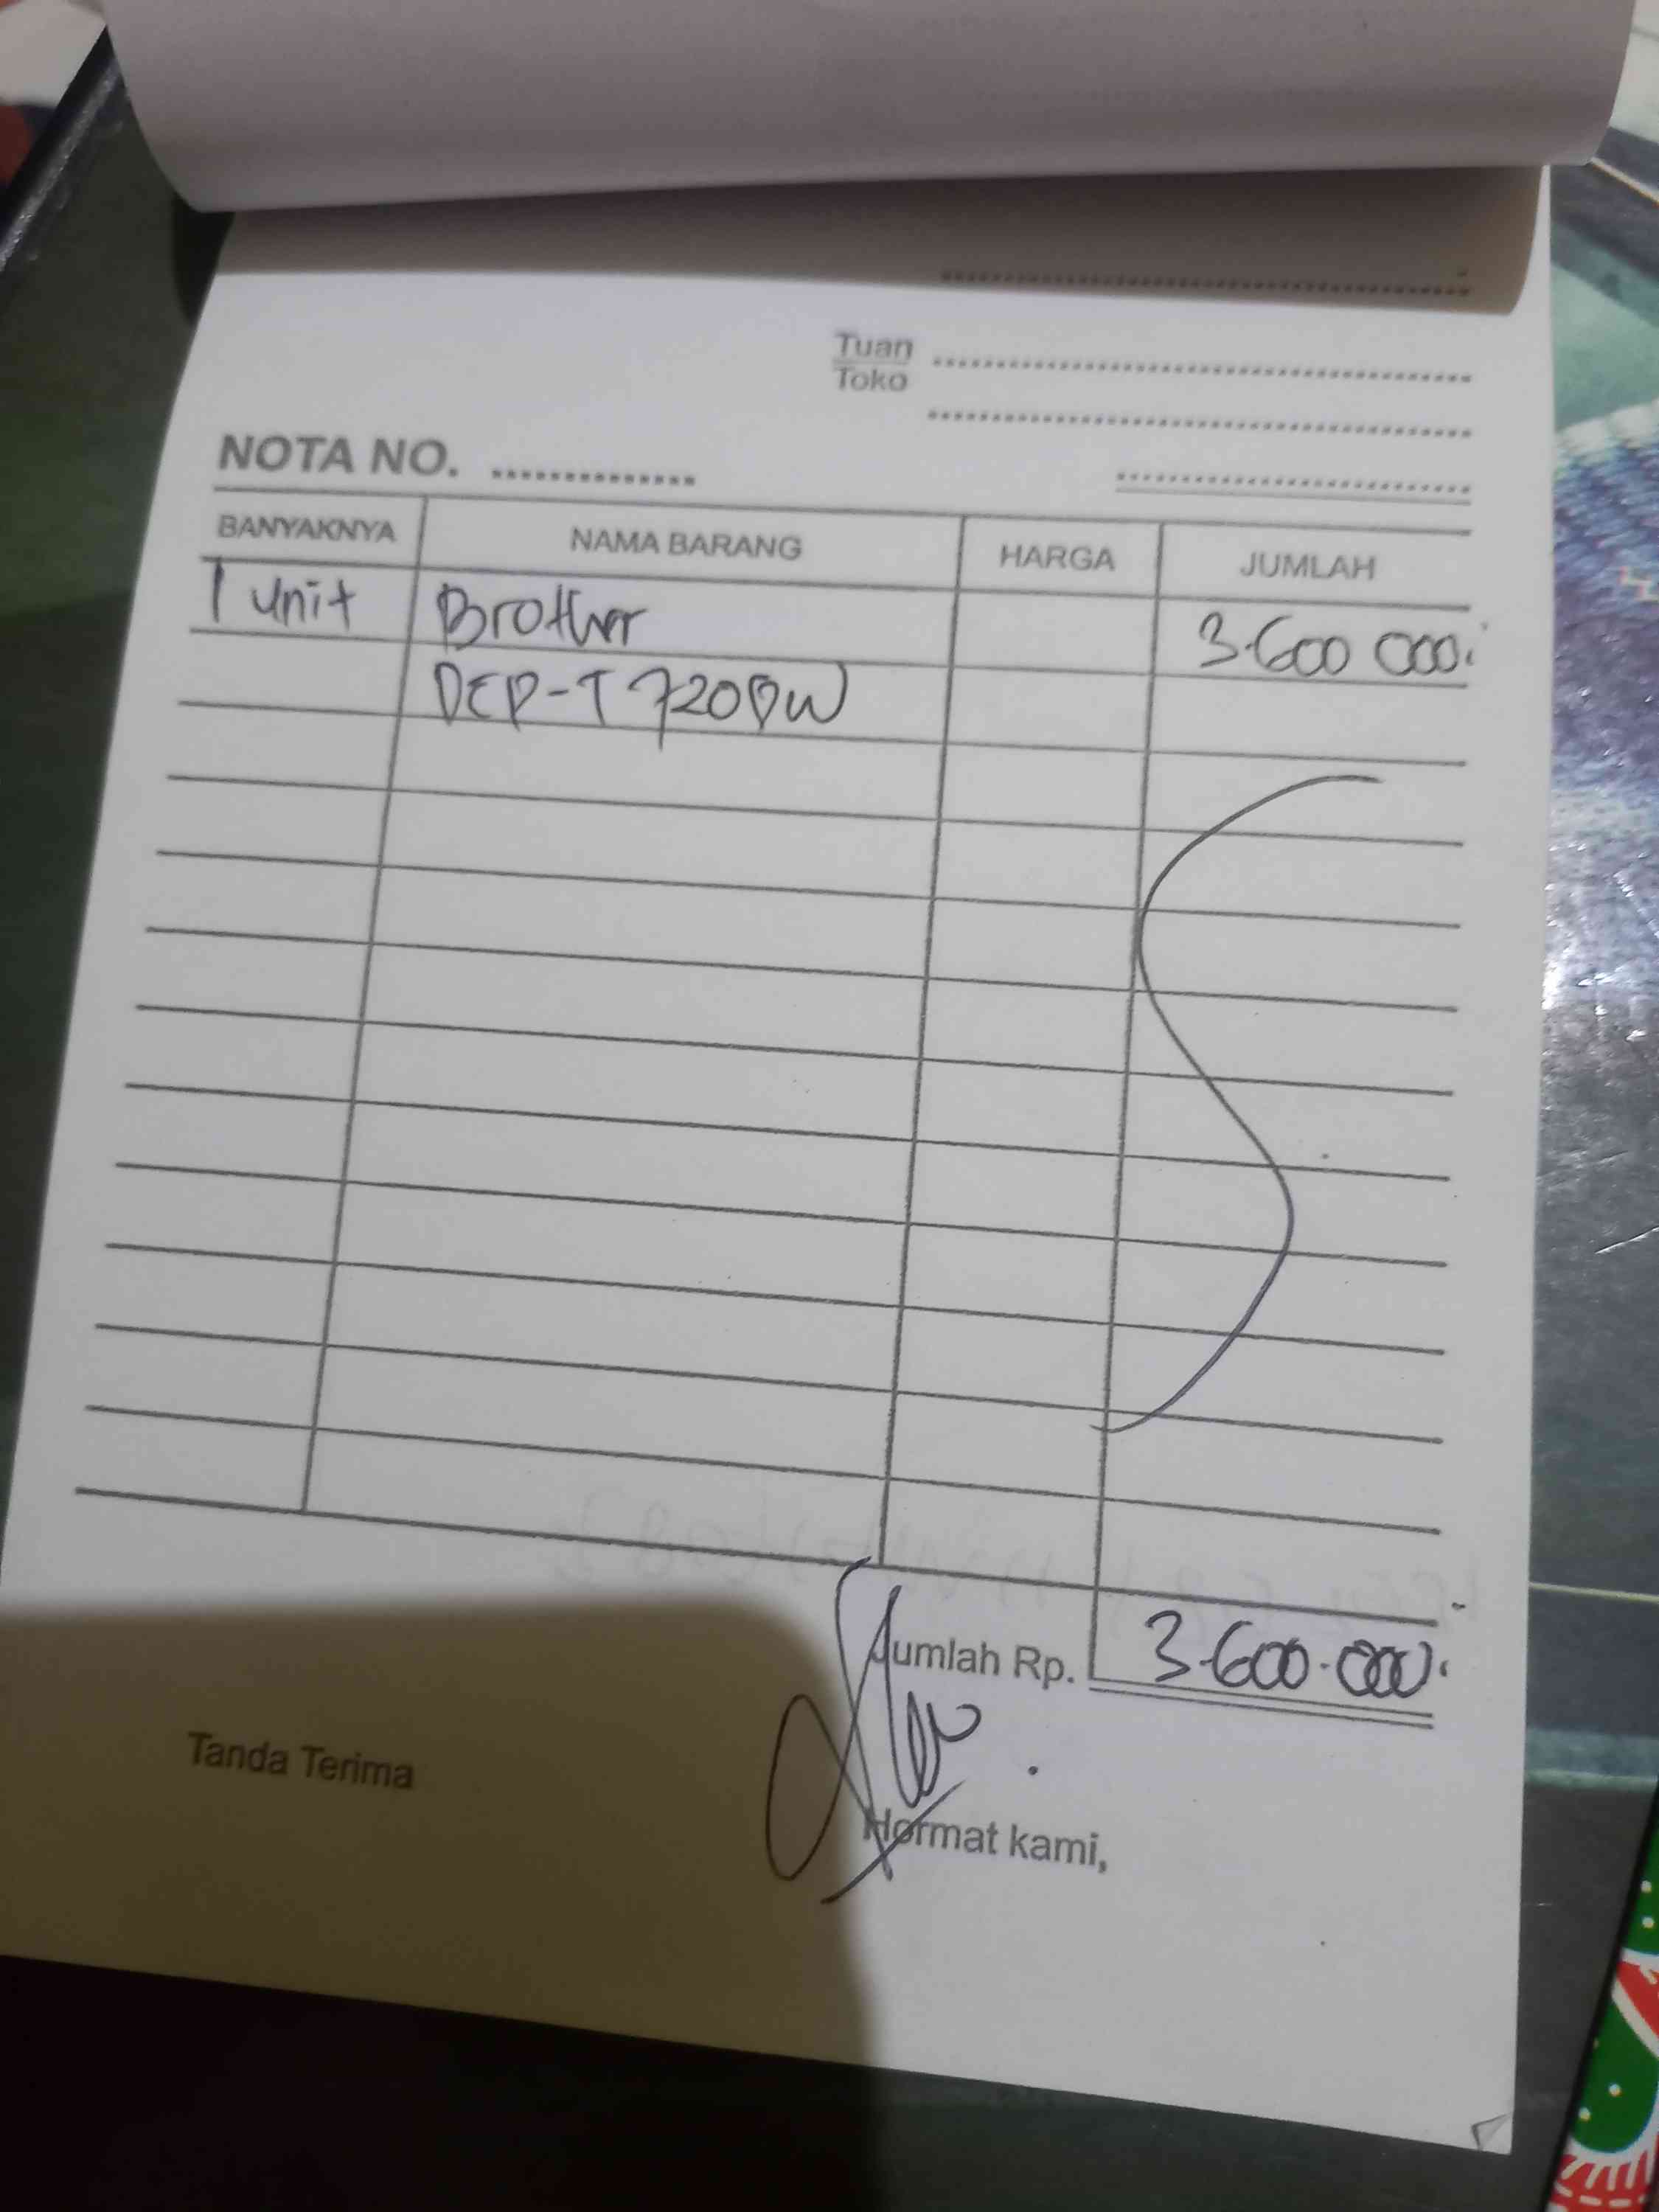 Tuan
Toko
NOTA NO.
BANYAKNYA NAMA BARANG HARGA JUMLAH
1 unit Brother 3.600 000.
DCP-T720DW
Jumlah Rp. 3.600.000.
Tanda Terima
Hormat kami,